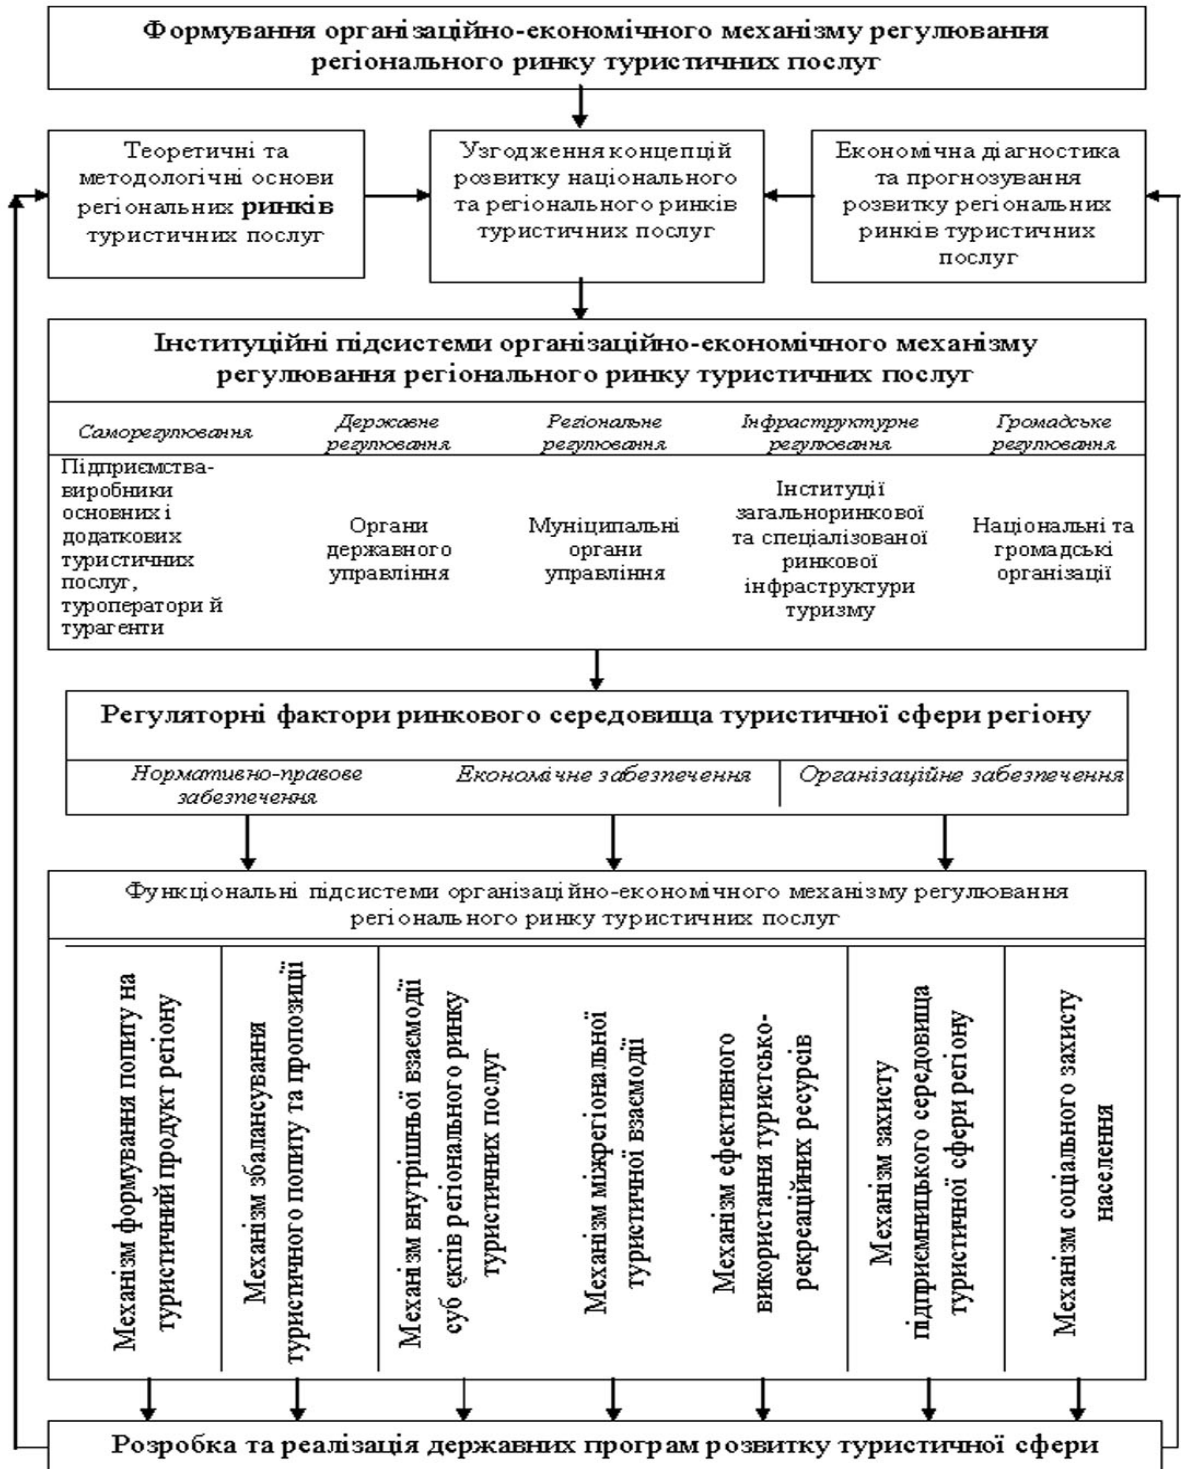 Формування організаційно-економічного механізму регулювання
регіонального ринку туристичних послуг
Теоретичні та
методологічні основи
регіональних ринків
туристичних послуг
Узгодження концепцій
розвитку національного
та регіонального ринків
туристичних послуг
Економічна діагностика
та прогнозування
розвитку регіональних
ринків туристичних
послуг
Інституційні підсистеми організаційно-економічного механізму
регулювання регіонального ринку туристичних послуг
Саморегулювання
Державне
регулювання
Регіональне
регулювання
Інфраструктурне
регулювання
Громадське
регулювання
Підприємства-
виробники
основних і
додаткових
туристичних
послуг,
туроператори й
турагенти
Органи
державного
управління
Муніципальні
органи
управління
Інституції
загальноринкової
та спеціалізованої
ринкової
інфраструктури
туризму
Національні та
громадські
організації
Регуляторні фактори ринкового середовища туристичної сфери регіону
Нормативно-правове
забезпечення
Економічне забезпечення
Організаційне забезпечення
Функціональні підсистеми організаційно-економічного механізму регулювання
регіонального ринку туристичних послуг
Механізм формування попиту на
туристичний продукт регіону
Механізм збалансування
туристичного попиту та пропозиції
Механізм внутрішньої взаємодії
суб єктів регіонального ринку
туристичних послуг
Механізм міжрегіональної
туристичної взаємодії
Механізм ефективного
використання туристсько-
рекреаційних ресурсів
Механізм захисту
підприємницького середовища
туристичної сфери регіону
Механізм соціального захисту
населення
Розробка та реалізація державних програм розвитку туристичної сфери